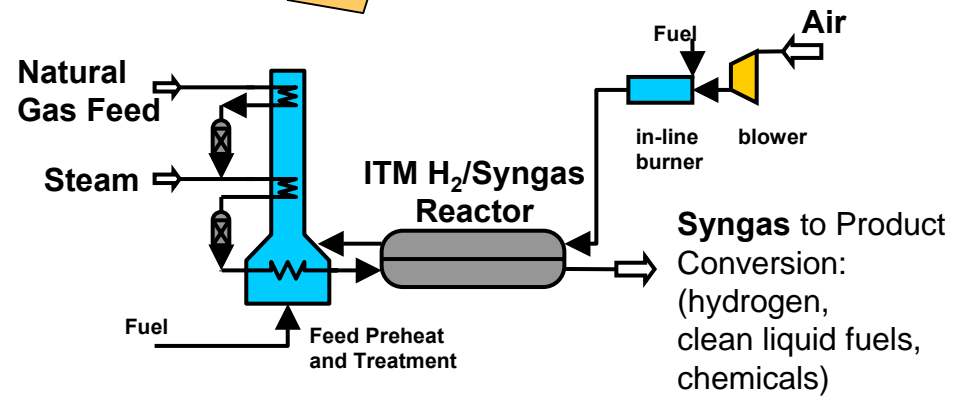 Air
Fuel
Natural
Gas Feed
in-line
burner
blower
Steam
ITM H₂/Syngas
Reactor
Syngas to Product
Conversion:
(hydrogen,
clean liquid fuels,
chemicals)
Fuel
Feed Preheat
and Treatment